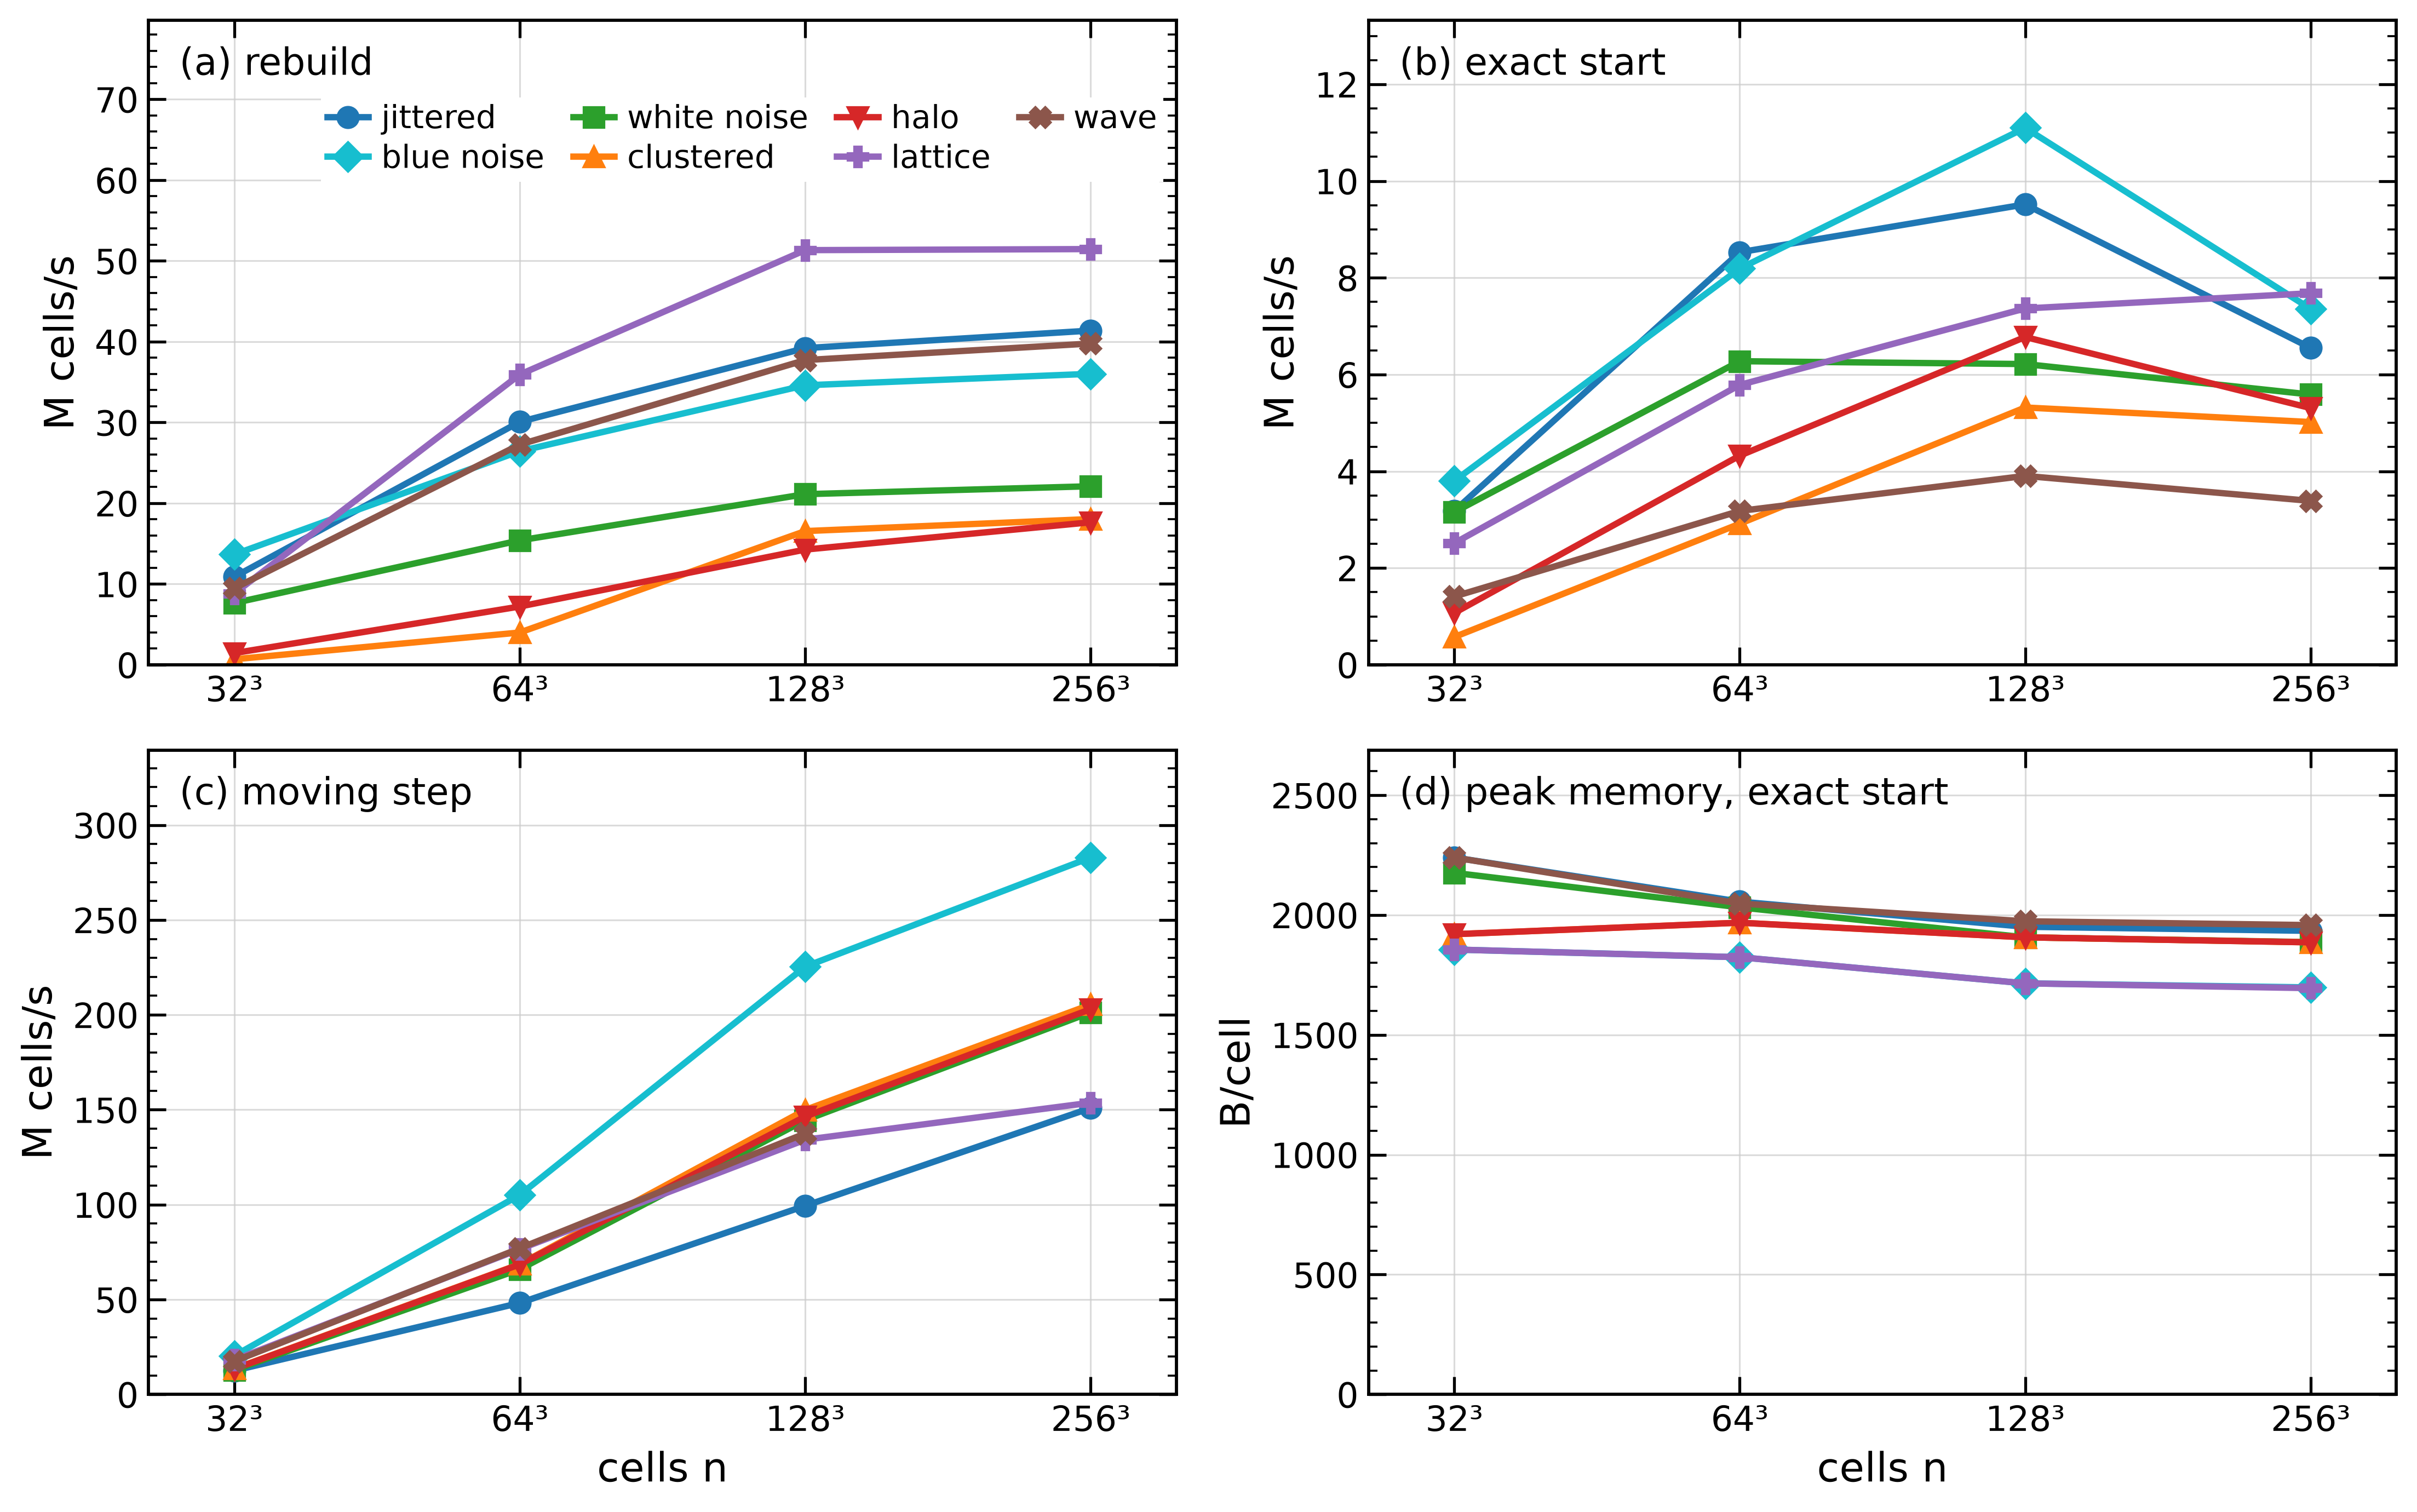 (a) rebuild
jittered
blue noise
white noise
clustered
halo
lattice
wave
M cells/s
70
60
50
40
30
20
10
0
32³
64³
128³
256³
(b) exact start
M cells/s
12
10
8
6
4
2
0
32³
64³
128³
256³
(c) moving step
M cells/s
300
250
200
150
100
50
0
32³
64³
128³
256³
cells n
(d) peak memory, exact start
B/cell
2500
2000
1500
1000
500
0
32³
64³
128³
256³
cells n